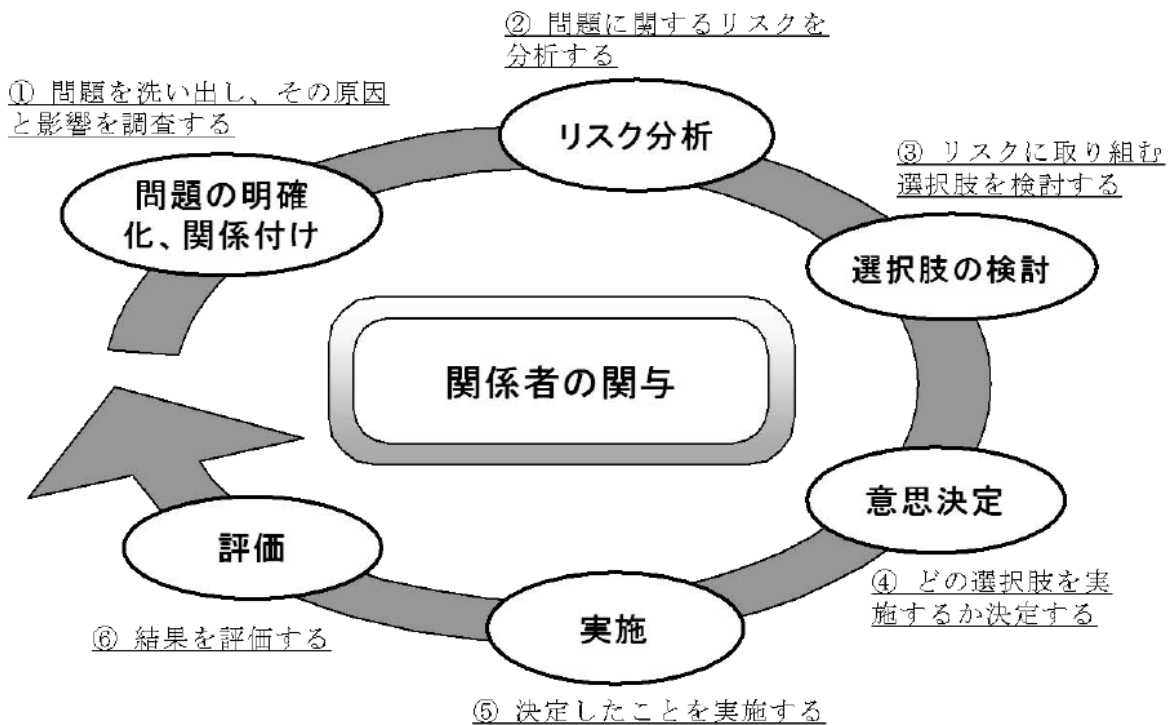 ① 問題を洗い出し、その原因
と影響を調査する
問題の明確
化、関係付け
② 問題に関するリスクを
分析する
リスク分析
③ リスクに取り組む
選択肢を検討する
選択肢の検討
関係者の関与
意思決定
④ どの選択肢を実
施するか決定する
実施
⑤ 決定したことを実施する
評価
⑥ 結果を評価する